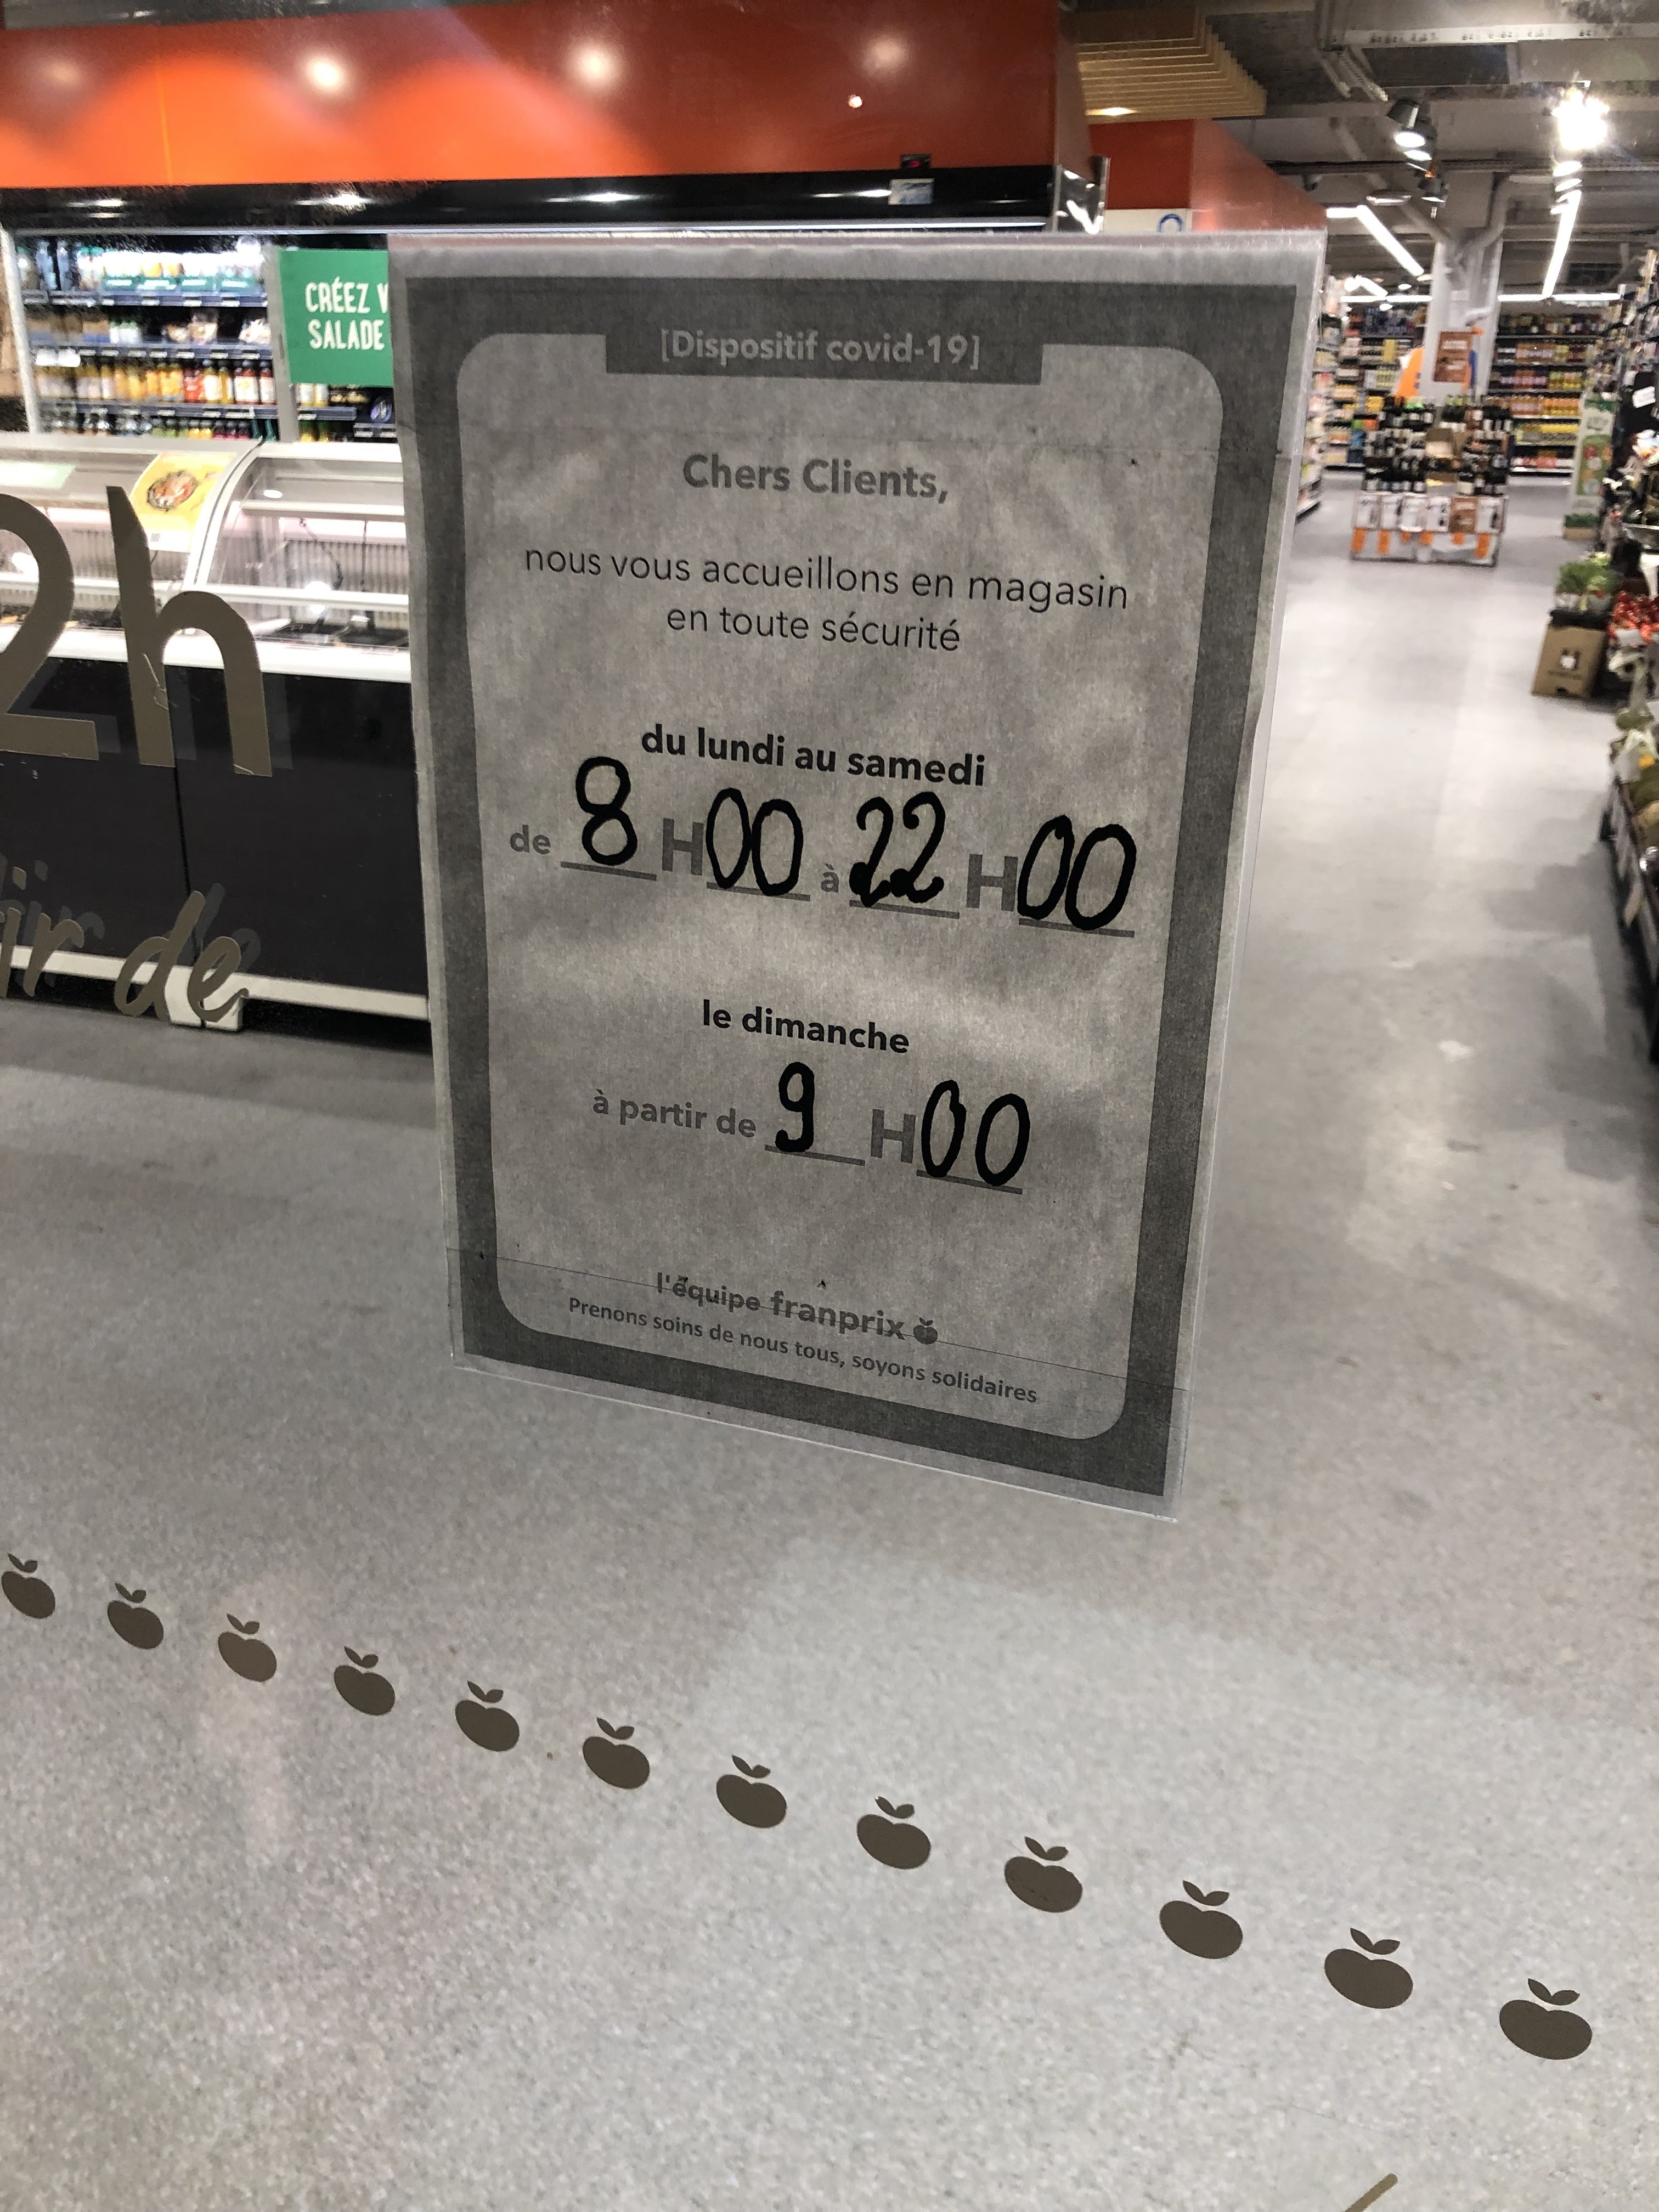 CRÉEZ V
SALADE
[Dispositif covid-19]
Chers Clients,
nous vous accueillons en magasin
en toute sécurité
du lundi au samedi
de 8 H00 à 22 H00
le dimanche
à partir de 9 H00
l'équipe franprix
Prenons soins de nous tous, soyons solidaires
2h
ir de